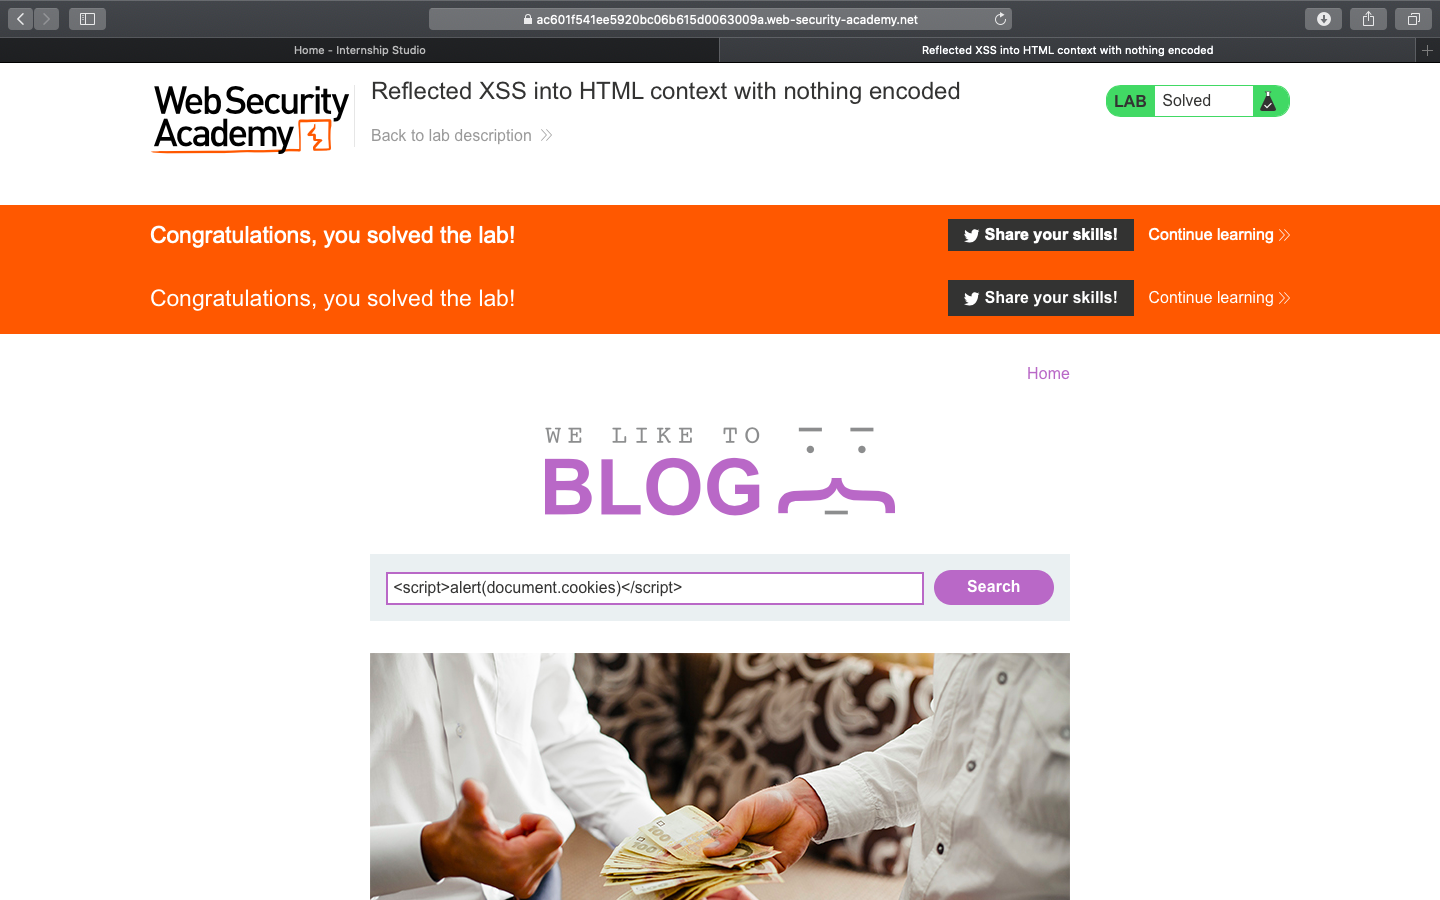 ac601f541ee5920bc06b615d0063009a.web-security-academy.net
Home - Internship Studio
Reflected XSS into HTML context with nothing encoded
Web Security
Academy
Reflected XSS into HTML context with nothing encoded
Back to lab description
LAB Solved
Congratulations, you solved the lab!
Share your skills!
Continue learning
Congratulations, you solved the lab!
Share your skills!
Continue learning
Home
WE LIKE TO
BLOG
<script>alert(document.cookies)</script>
Search
100
100